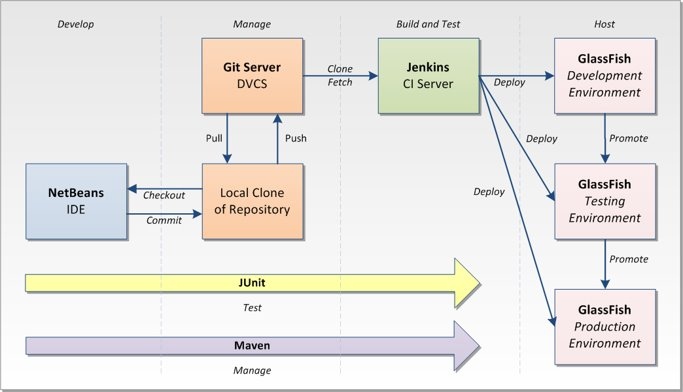 Develop
Manage
Build and Test
Host
Git Server
DVCS
Clone
Fetch
Jenkins
CI Server
Deploy
GlassFish
Development
Environment
Pull
Push
Deploy
Promote
NetBeans
IDE
Checkout
Commit
Local Clone
of Repository
Deploy
GlassFish
Testing
Environment
Promote
JUnit
Test
GlassFish
Production
Environment
Maven
Manage